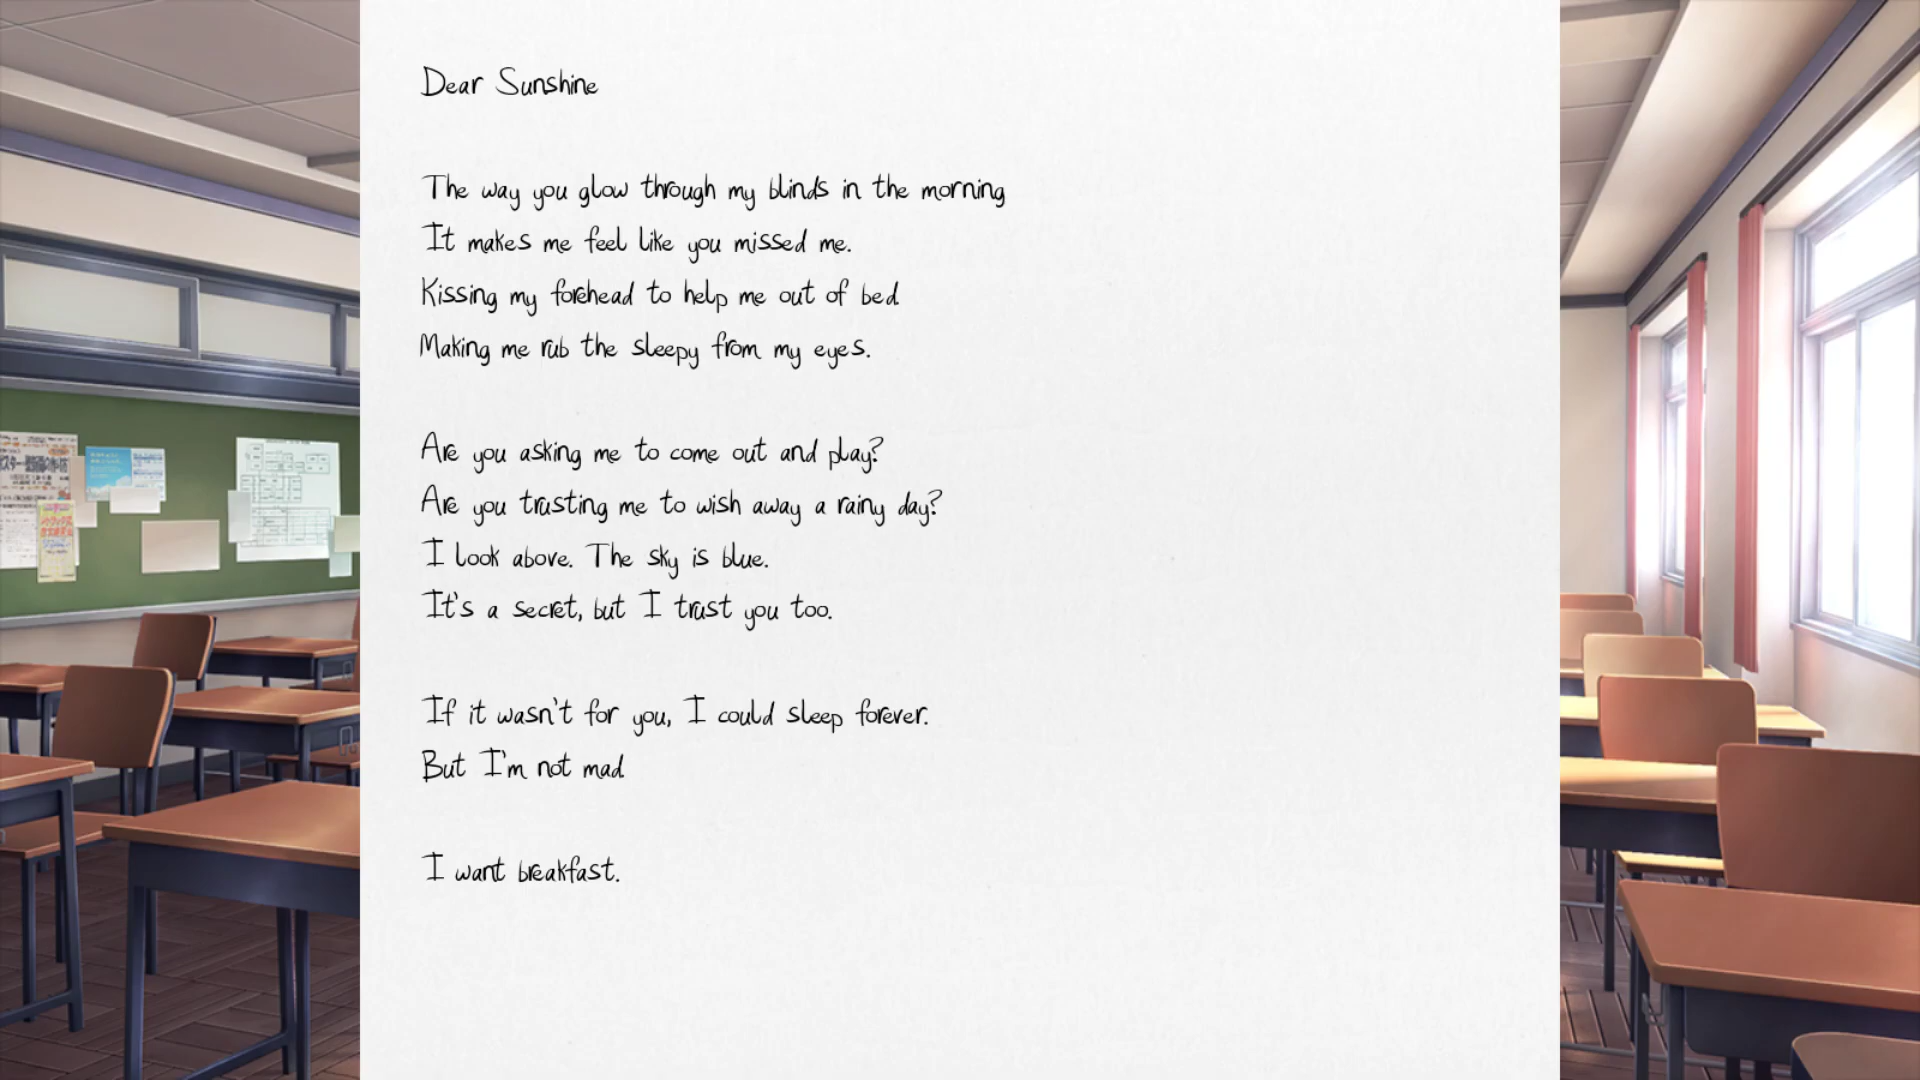 Dear Sunshine
The way you glow through my blinds in the morning
It makes me feel like you missed me.
Kissing my forehead to help me out of bed.
Making me rub the sleepy from my eyes.
Are you asking me to come out and play?
Are you trusting me to wish away a rainy day?
I look above. The sky is blue.
It's a secret, but I trust you too.
If it wasn't for you, I could sleep forever.
But I'm not mad.
I want breakfast.